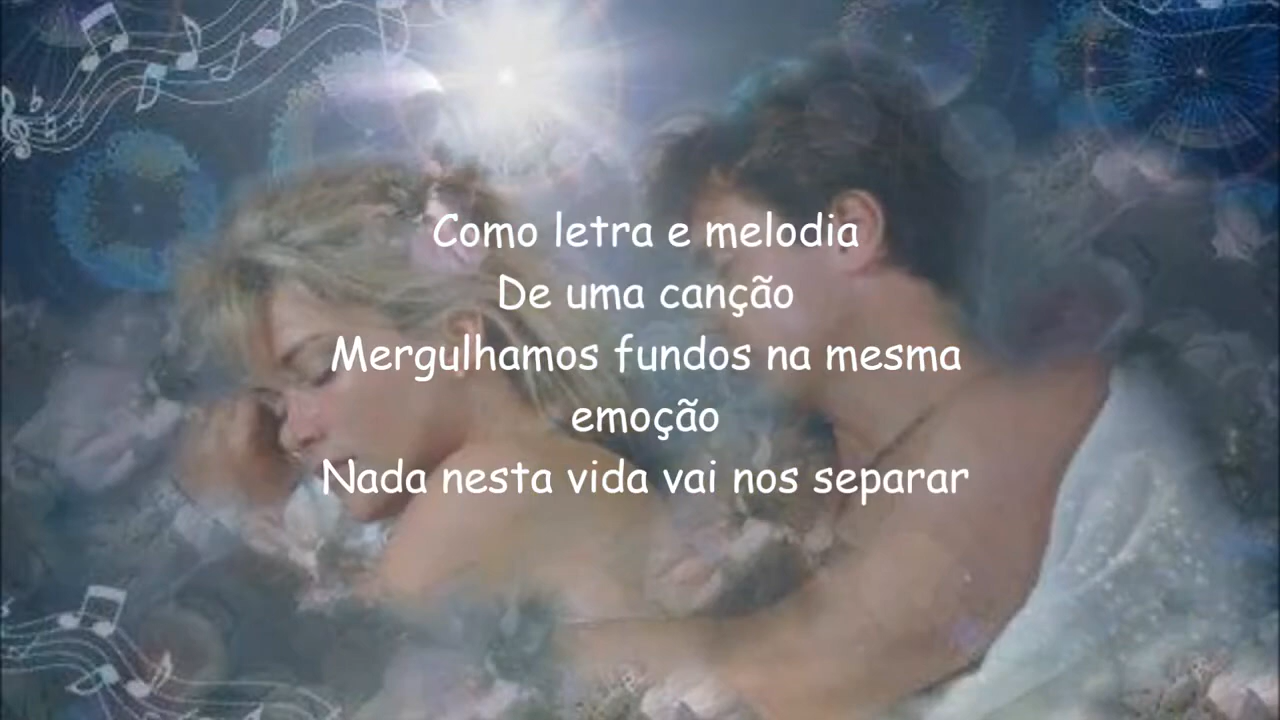 Como letra e melodia
De uma canção
Mergulhamos fundos na mesma
emoção
Nada nesta vida vai nos separar